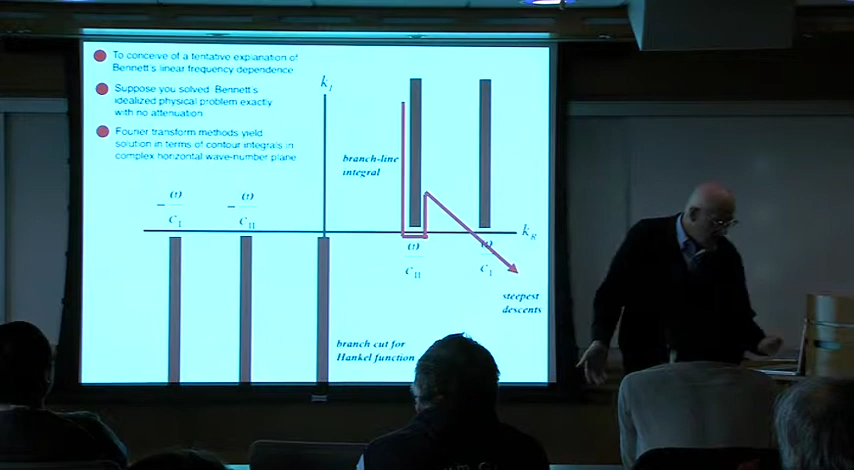 To conceive of a tentative explanation of
Bennett's linear frequency dependence
Suppose you solved Bennett's
idealized physical problem exactly
with no attenuation
Fourier transform methods yield
solution in terms of contour integrals in
complex horizontal wave-number plane
k_I
branch-line
integral
− ω/c_I
− ω/c_II
k_R
ω/c_II
ω/c_I
steepest
descents
branch cut for
Hankel function